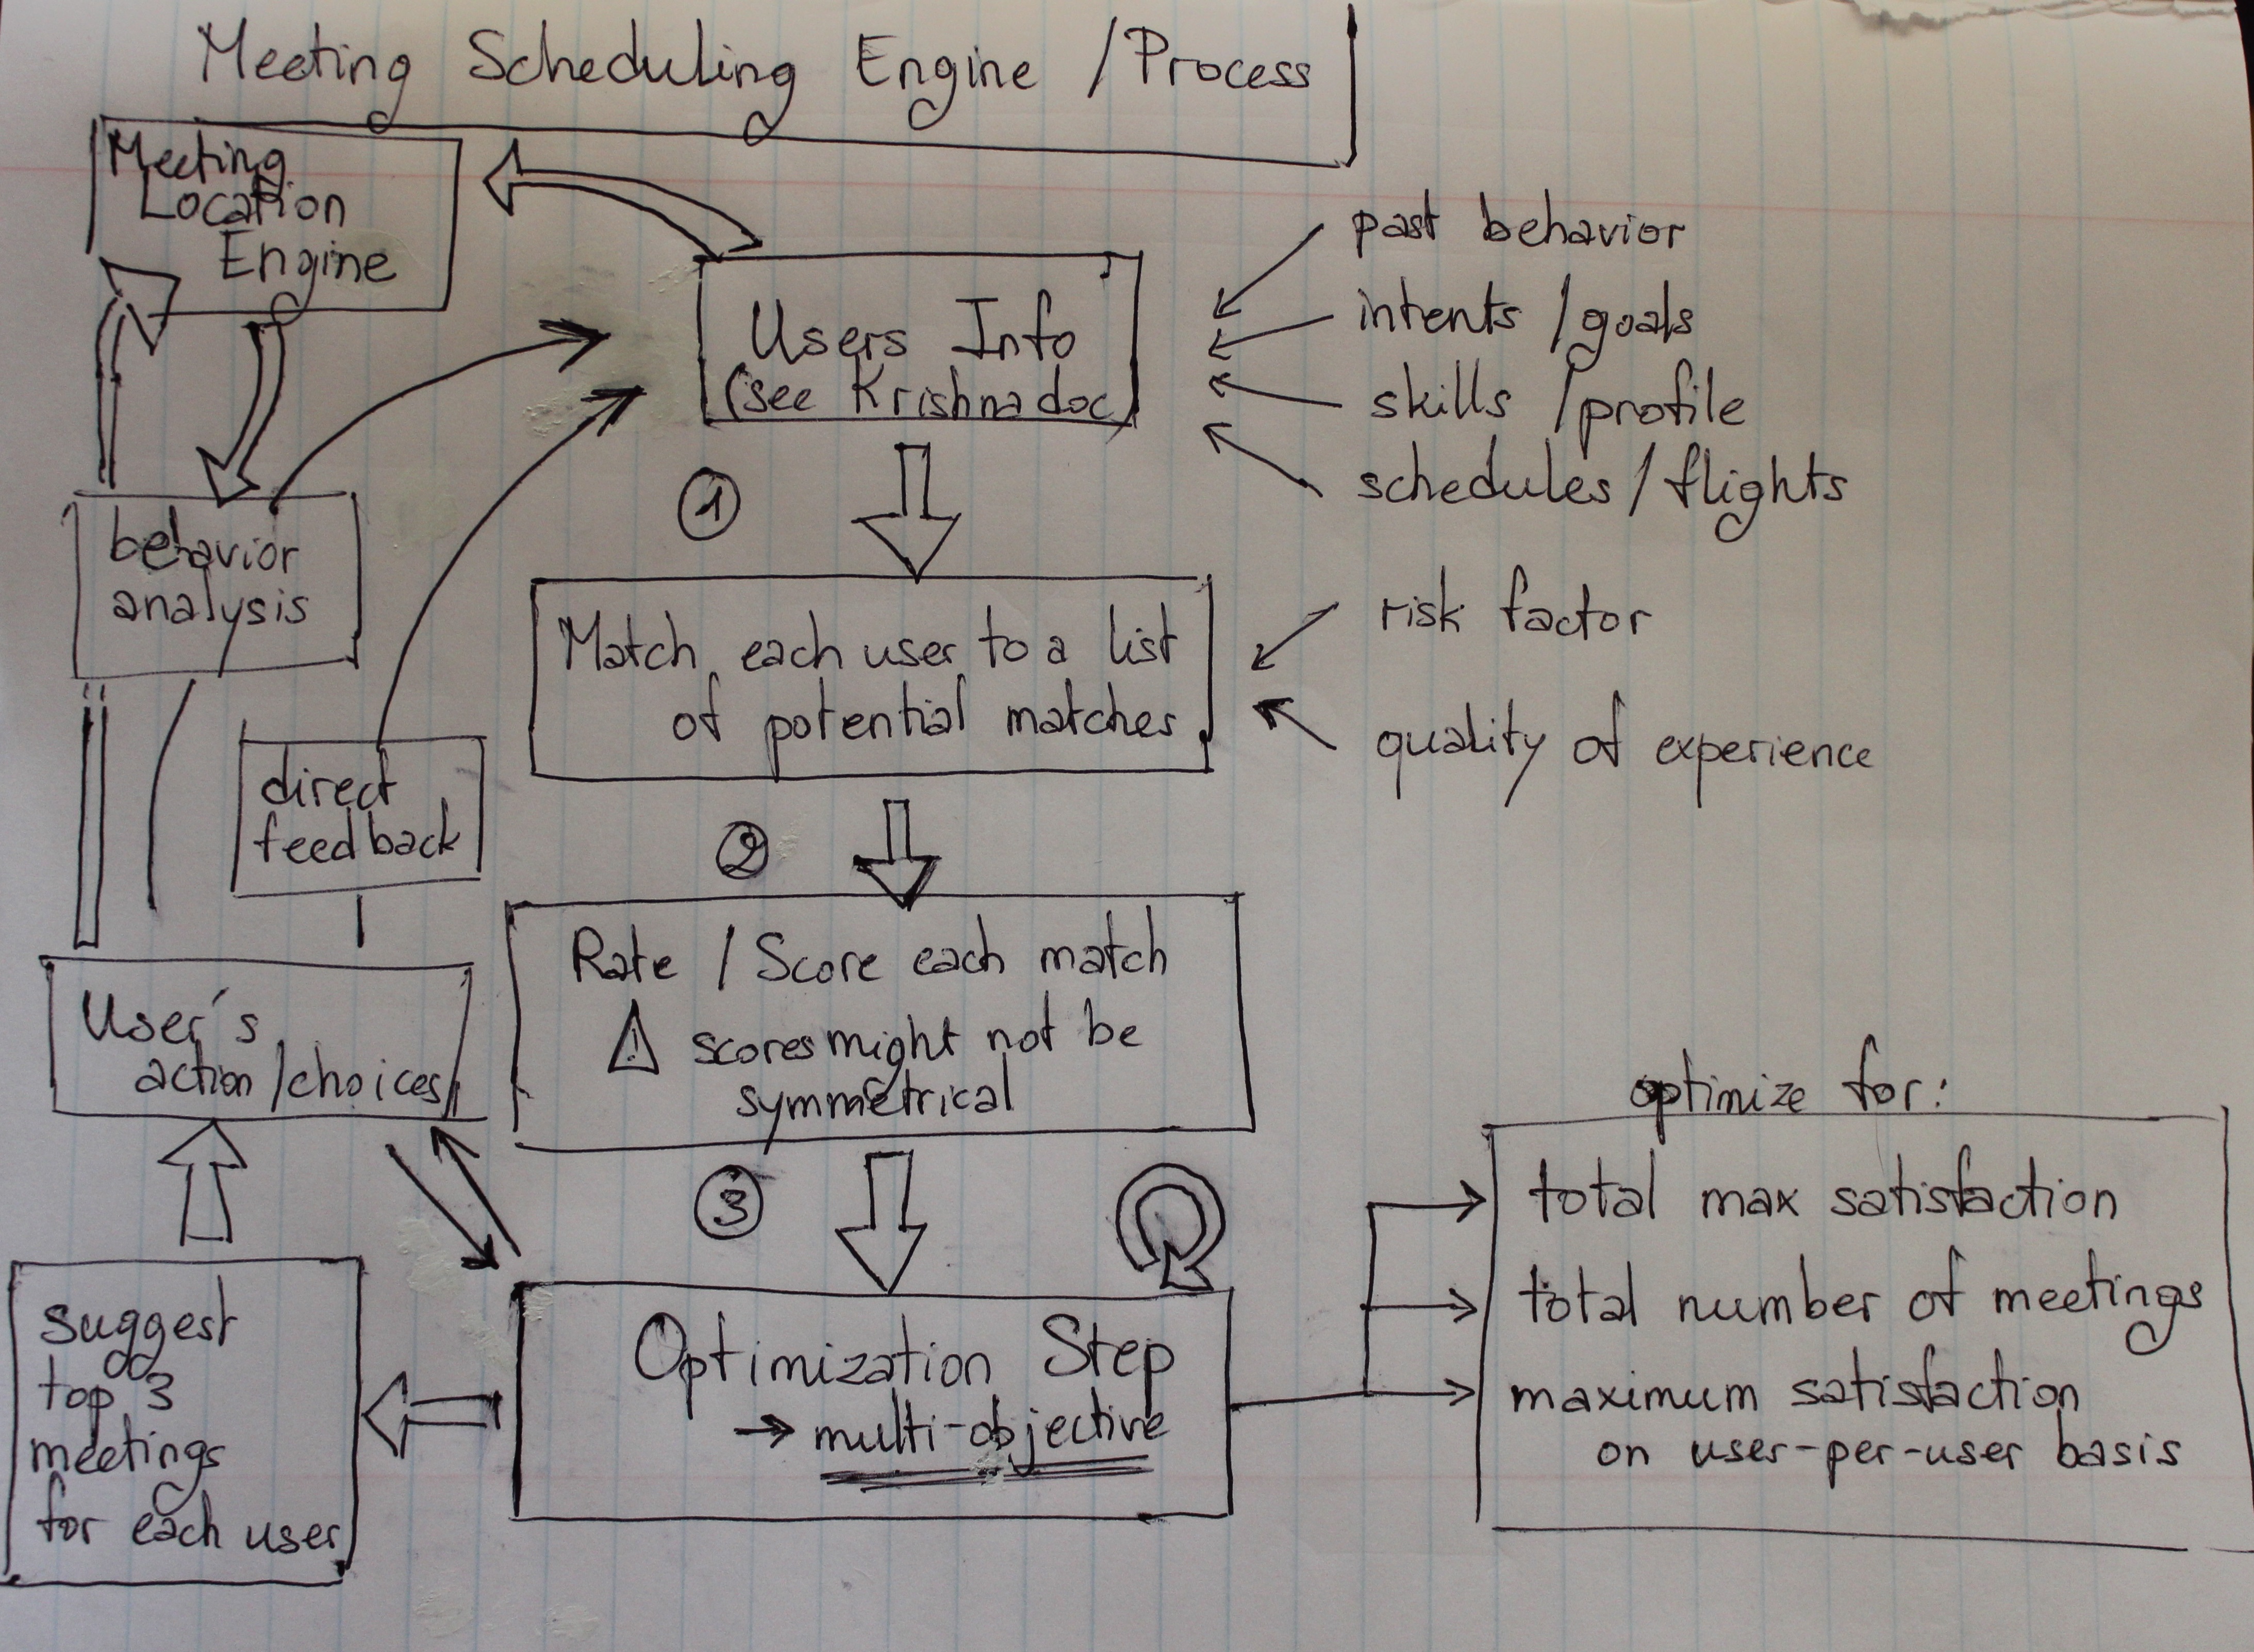 Meeting Scheduling Engine / Process
Meeting
Location
Engine
Users Info
(see Krishna doc)
past behavior
intents / goals
skills / profile
schedules / flights
1
behavior
analysis
Match each user to a list
of potential matches
risk factor
quality of experience
direct
feedback
2
Rate / Score each match
⚠ scores might not be
symmetrical
User's
action / choices
3
Optimization Step
→ multi-objective
suggest
top 3
meetings
for each user
optimize for:
total max satisfaction
total number of meetings
maximum satisfaction
on user-per-user basis